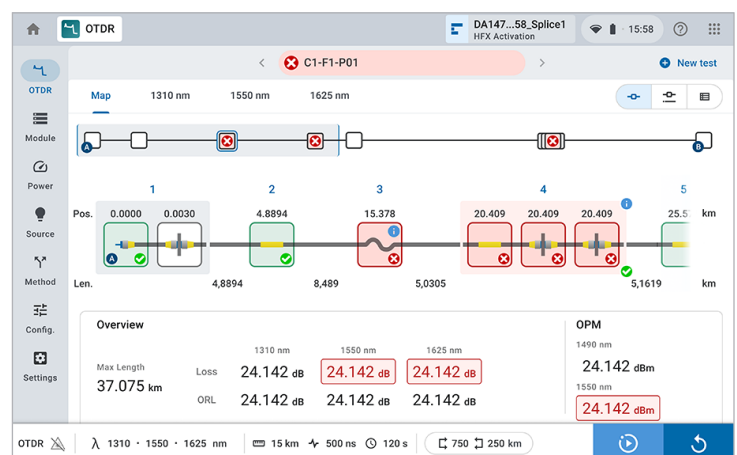 OTDR
DA147...58_Splice1
HFX Activation
15:58
C1-F1-P01
New test
OTDR
Module
Power
Source
Method
Config.
Settings
Map 1310 nm 1550 nm 1625 nm
A B
1 2 3 4 5
Pos. 0.0000 0.0030 4.8894 15.378 20.409 20.409 20.409 25.5 km
A
Len. 4,8894 8,489 5,0305 5,1619 km
Overview
1310 nm 1550 nm 1625 nm
Max Length
37.075 km
Loss 24.142 dB 24.142 dB 24.142 dB
ORL 24.142 dB 24.142 dB 24.142 dB
OPM
1490 nm
24.142 dBm
1550 nm
24.142 dBm
OTDR λ 1310 · 1550 · 1625 nm 15 km 500 ns 120 s 750 250 km